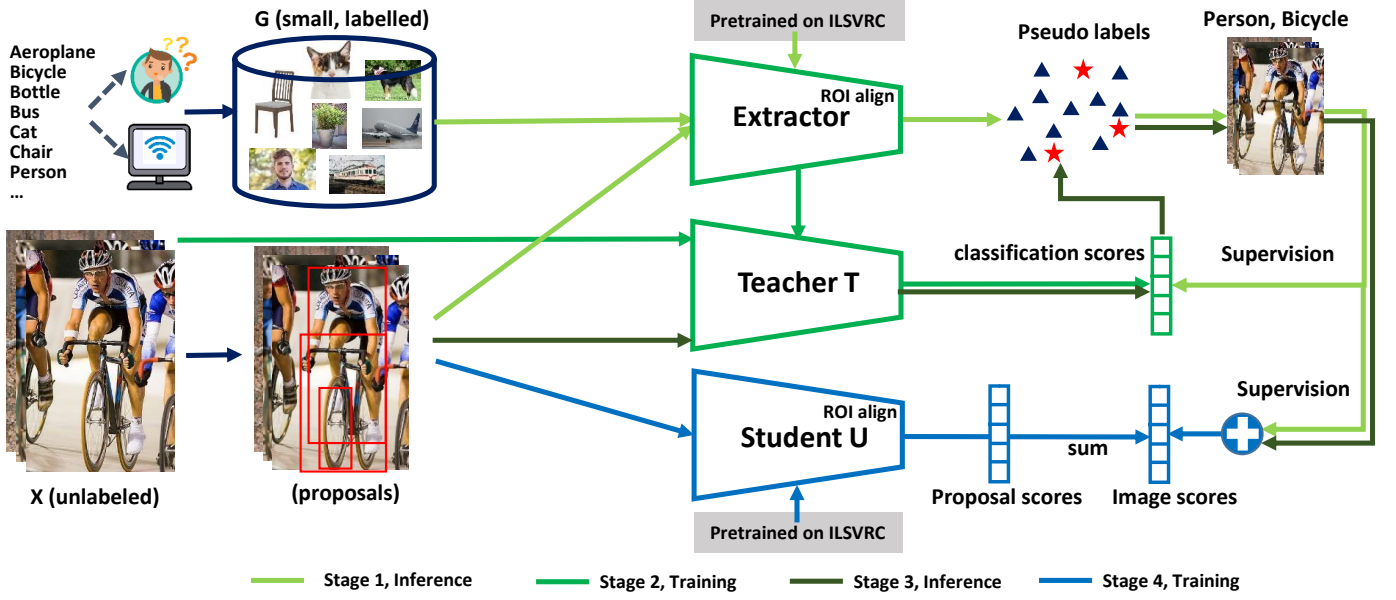 G (small, labelled)
Aeroplane
Bicycle
Bottle
Bus
Cat
Chair
Person
...
???
Pretrained on ILSVRC
ROI align
Extractor
Pseudo labels
Person, Bicycle
Teacher T
classification scores
Supervision
X (unlabeled)
(proposals)
ROI align
Student U
Pretrained on ILSVRC
Proposal scores
sum
Image scores
Supervision
Stage 1, Inference
Stage 2, Training
Stage 3, Inference
Stage 4, Training